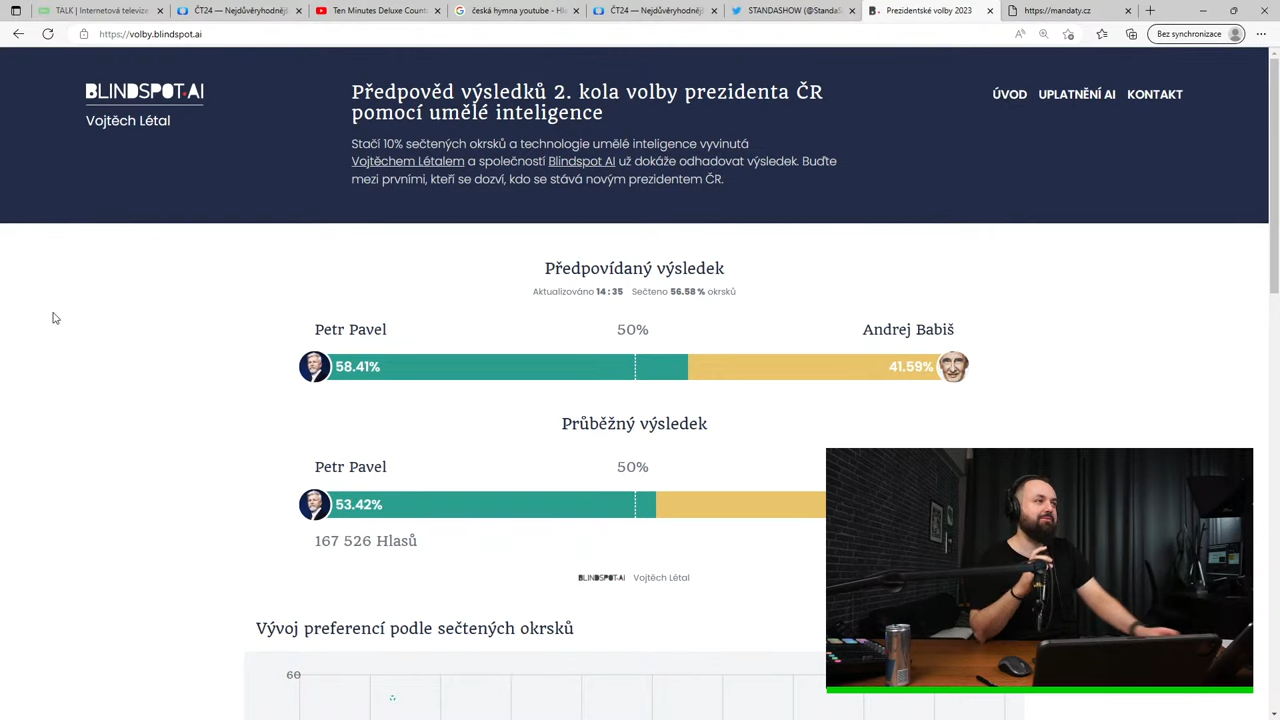 TALK | Internetová televize
ČT24 — Nejdůvěryhodněj
Ten Minutes Deluxe Count
česká hymna youtube - Hle
ČT24 — Nejdůvěryhodněj
STANDASHOW (@Standa
Prezidentské volby 2023
https://mandaty.cz
https://volby.blindspot.ai
Bez synchronizace
BLINDSPOT.AI
Vojtěch Létal
Předpověd výsledků 2. kola volby prezidenta ČR
pomocí umělé inteligence
Stačí 10% sečtených okrsků a technologie umělé inteligence vyvinutá
Vojtěchem Létalem a společností Blindspot AI už dokáže odhadovat výsledek. Buďte
mezi prvními, kteří se dozví, kdo se stává novým prezidentem ČR.
ÚVOD UPLATNĚNÍ AI KONTAKT
Předpovídaný výsledek
Aktualizováno 14:35 Sečteno 56.58 % okrsků
Petr Pavel 50% Andrej Babiš
58.41% 41.59%
Průběžný výsledek
Petr Pavel 50%
53.42%
167 526 Hlasů
BLINDSPOT.AI Vojtěch Létal
Vývoj preferencí podle sečtených okrsků
60